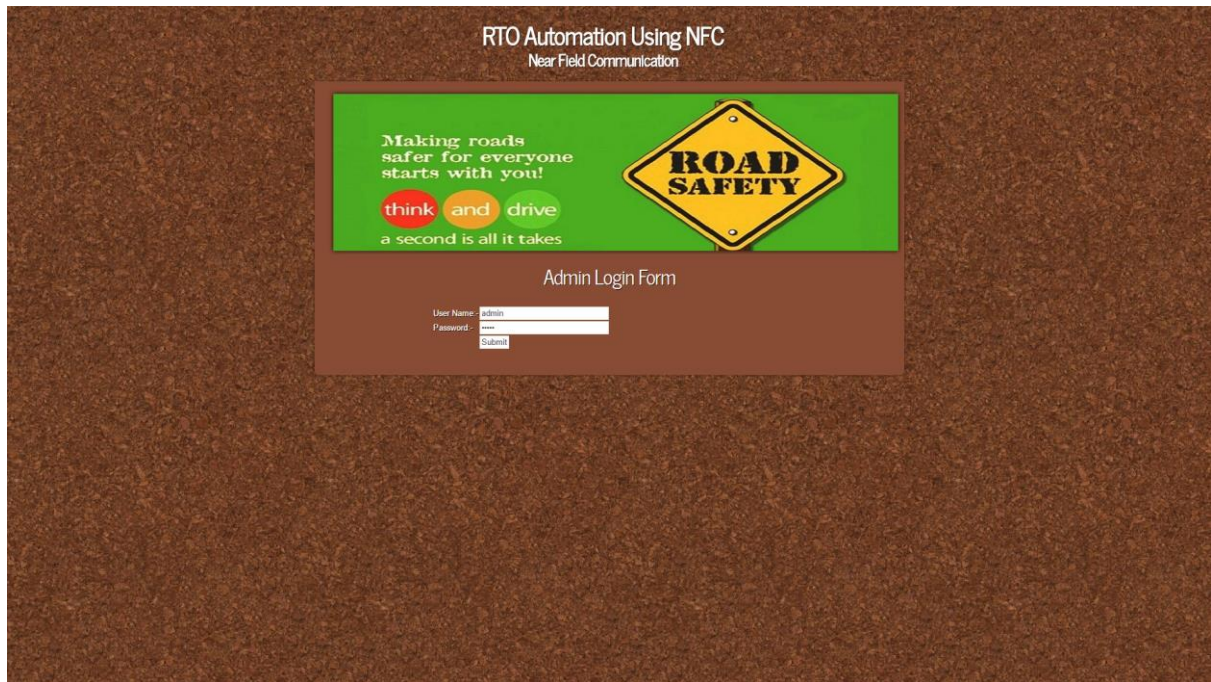 RTO Automation Using NFC
Near Field Communication
Making roads
safer for everyone
starts with you!
think and drive
a second is all it takes
ROAD
SAFETY
Admin Login Form
User Name:- admin
Password:- •••••
Submit